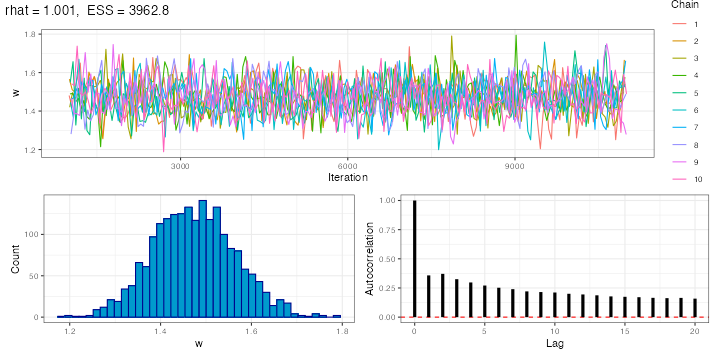 rhat = 1.001, ESS = 3962.8
Chain
1
2
3
4
5
6
7
8
9
10
w
1.8
1.6
1.4
1.2
3000 6000 9000
Iteration
Count
100
50
0
1.2 1.4 1.6 1.8
w
Autocorrelation
1.00
0.75
0.50
0.25
0.00
0 5 10 15 20
Lag